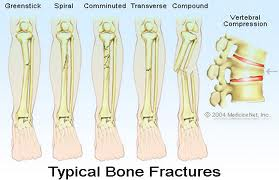 Greenstick Spiral Comminuted Transverse Compound Vertebral
Compression
© 2004 MedicineNet, Inc.
Typical Bone Fractures